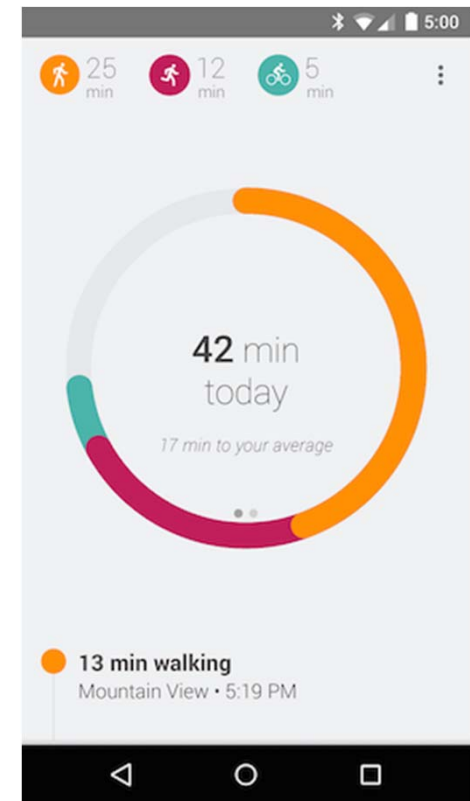 5:00
25 min
12 min
5 min
42 min
today
17 min to your average
13 min walking
Mountain View • 5:19 PM